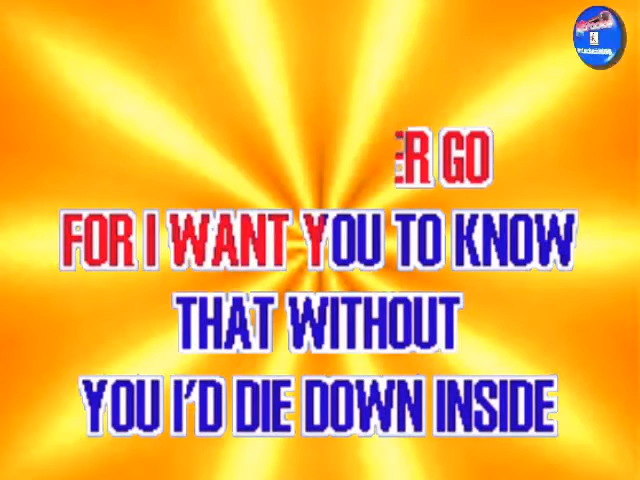 R GO
FOR I WANT YOU TO KNOW
THAT WITHOUT
YOU I'D DIE DOWN INSIDE